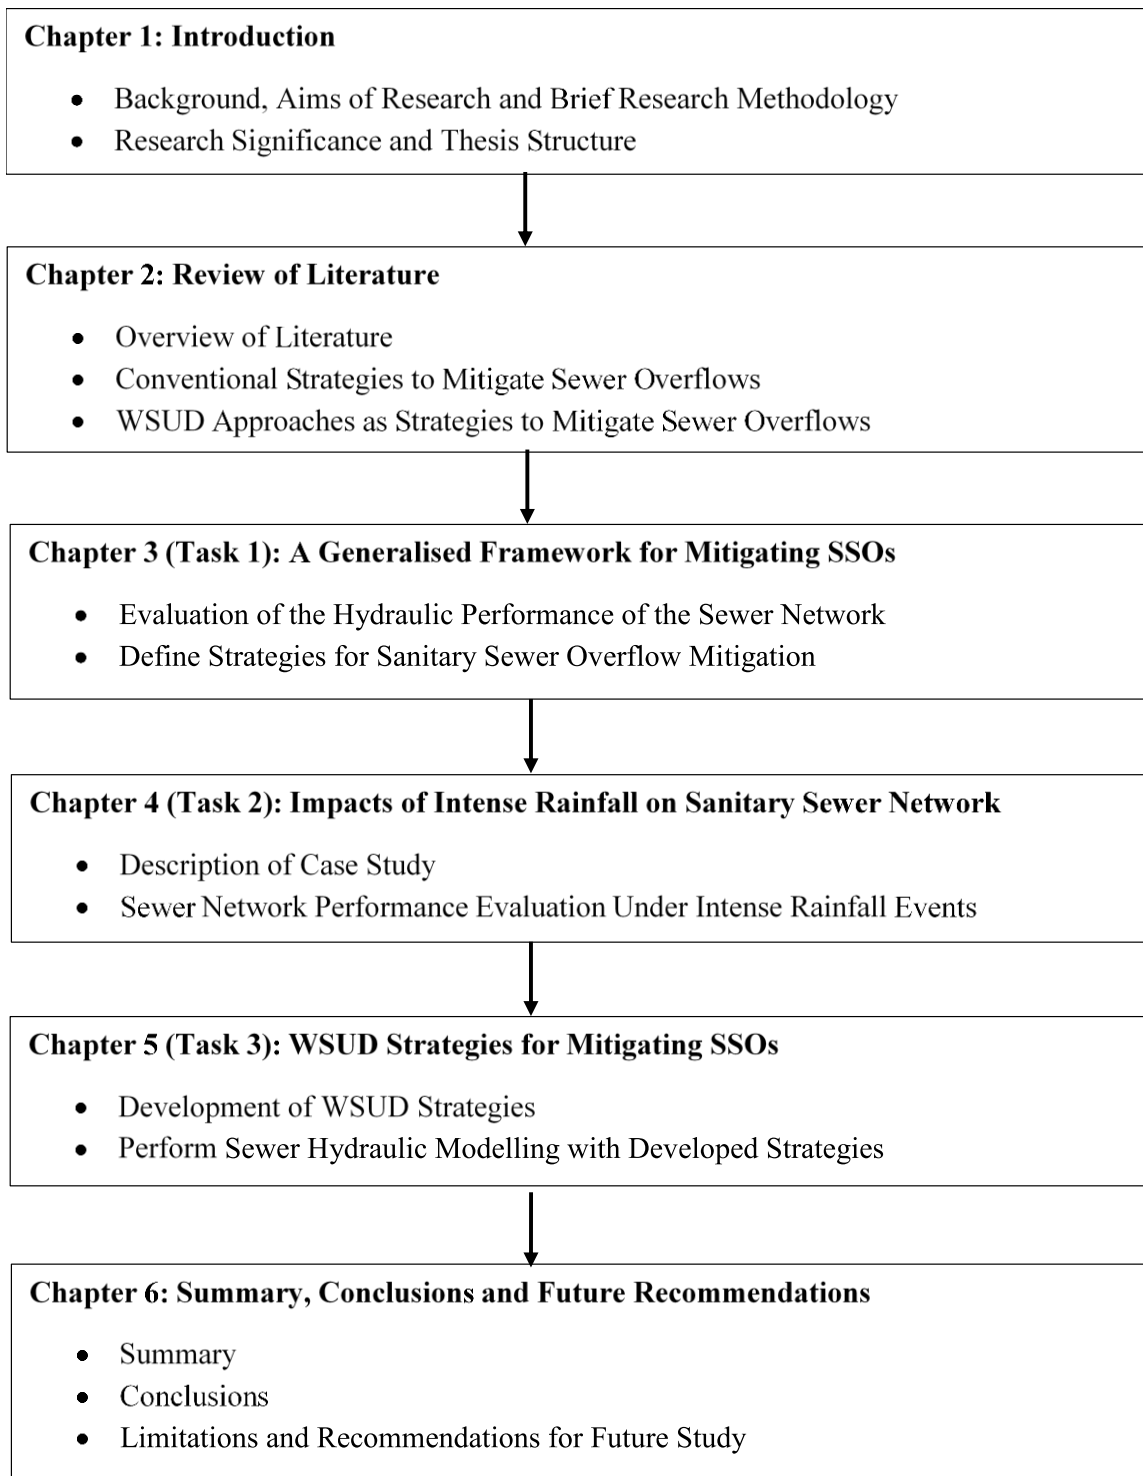 Chapter 1: Introduction
• Background, Aims of Research and Brief Research Methodology
• Research Significance and Thesis Structure
Chapter 2: Review of Literature
• Overview of Literature
• Conventional Strategies to Mitigate Sewer Overflows
• WSUD Approaches as Strategies to Mitigate Sewer Overflows
Chapter 3 (Task 1): A Generalised Framework for Mitigating SSOs
• Evaluation of the Hydraulic Performance of the Sewer Network
• Define Strategies for Sanitary Sewer Overflow Mitigation
Chapter 4 (Task 2): Impacts of Intense Rainfall on Sanitary Sewer Network
• Description of Case Study
• Sewer Network Performance Evaluation Under Intense Rainfall Events
Chapter 5 (Task 3): WSUD Strategies for Mitigating SSOs
• Development of WSUD Strategies
• Perform Sewer Hydraulic Modelling with Developed Strategies
Chapter 6: Summary, Conclusions and Future Recommendations
• Summary
• Conclusions
• Limitations and Recommendations for Future Study